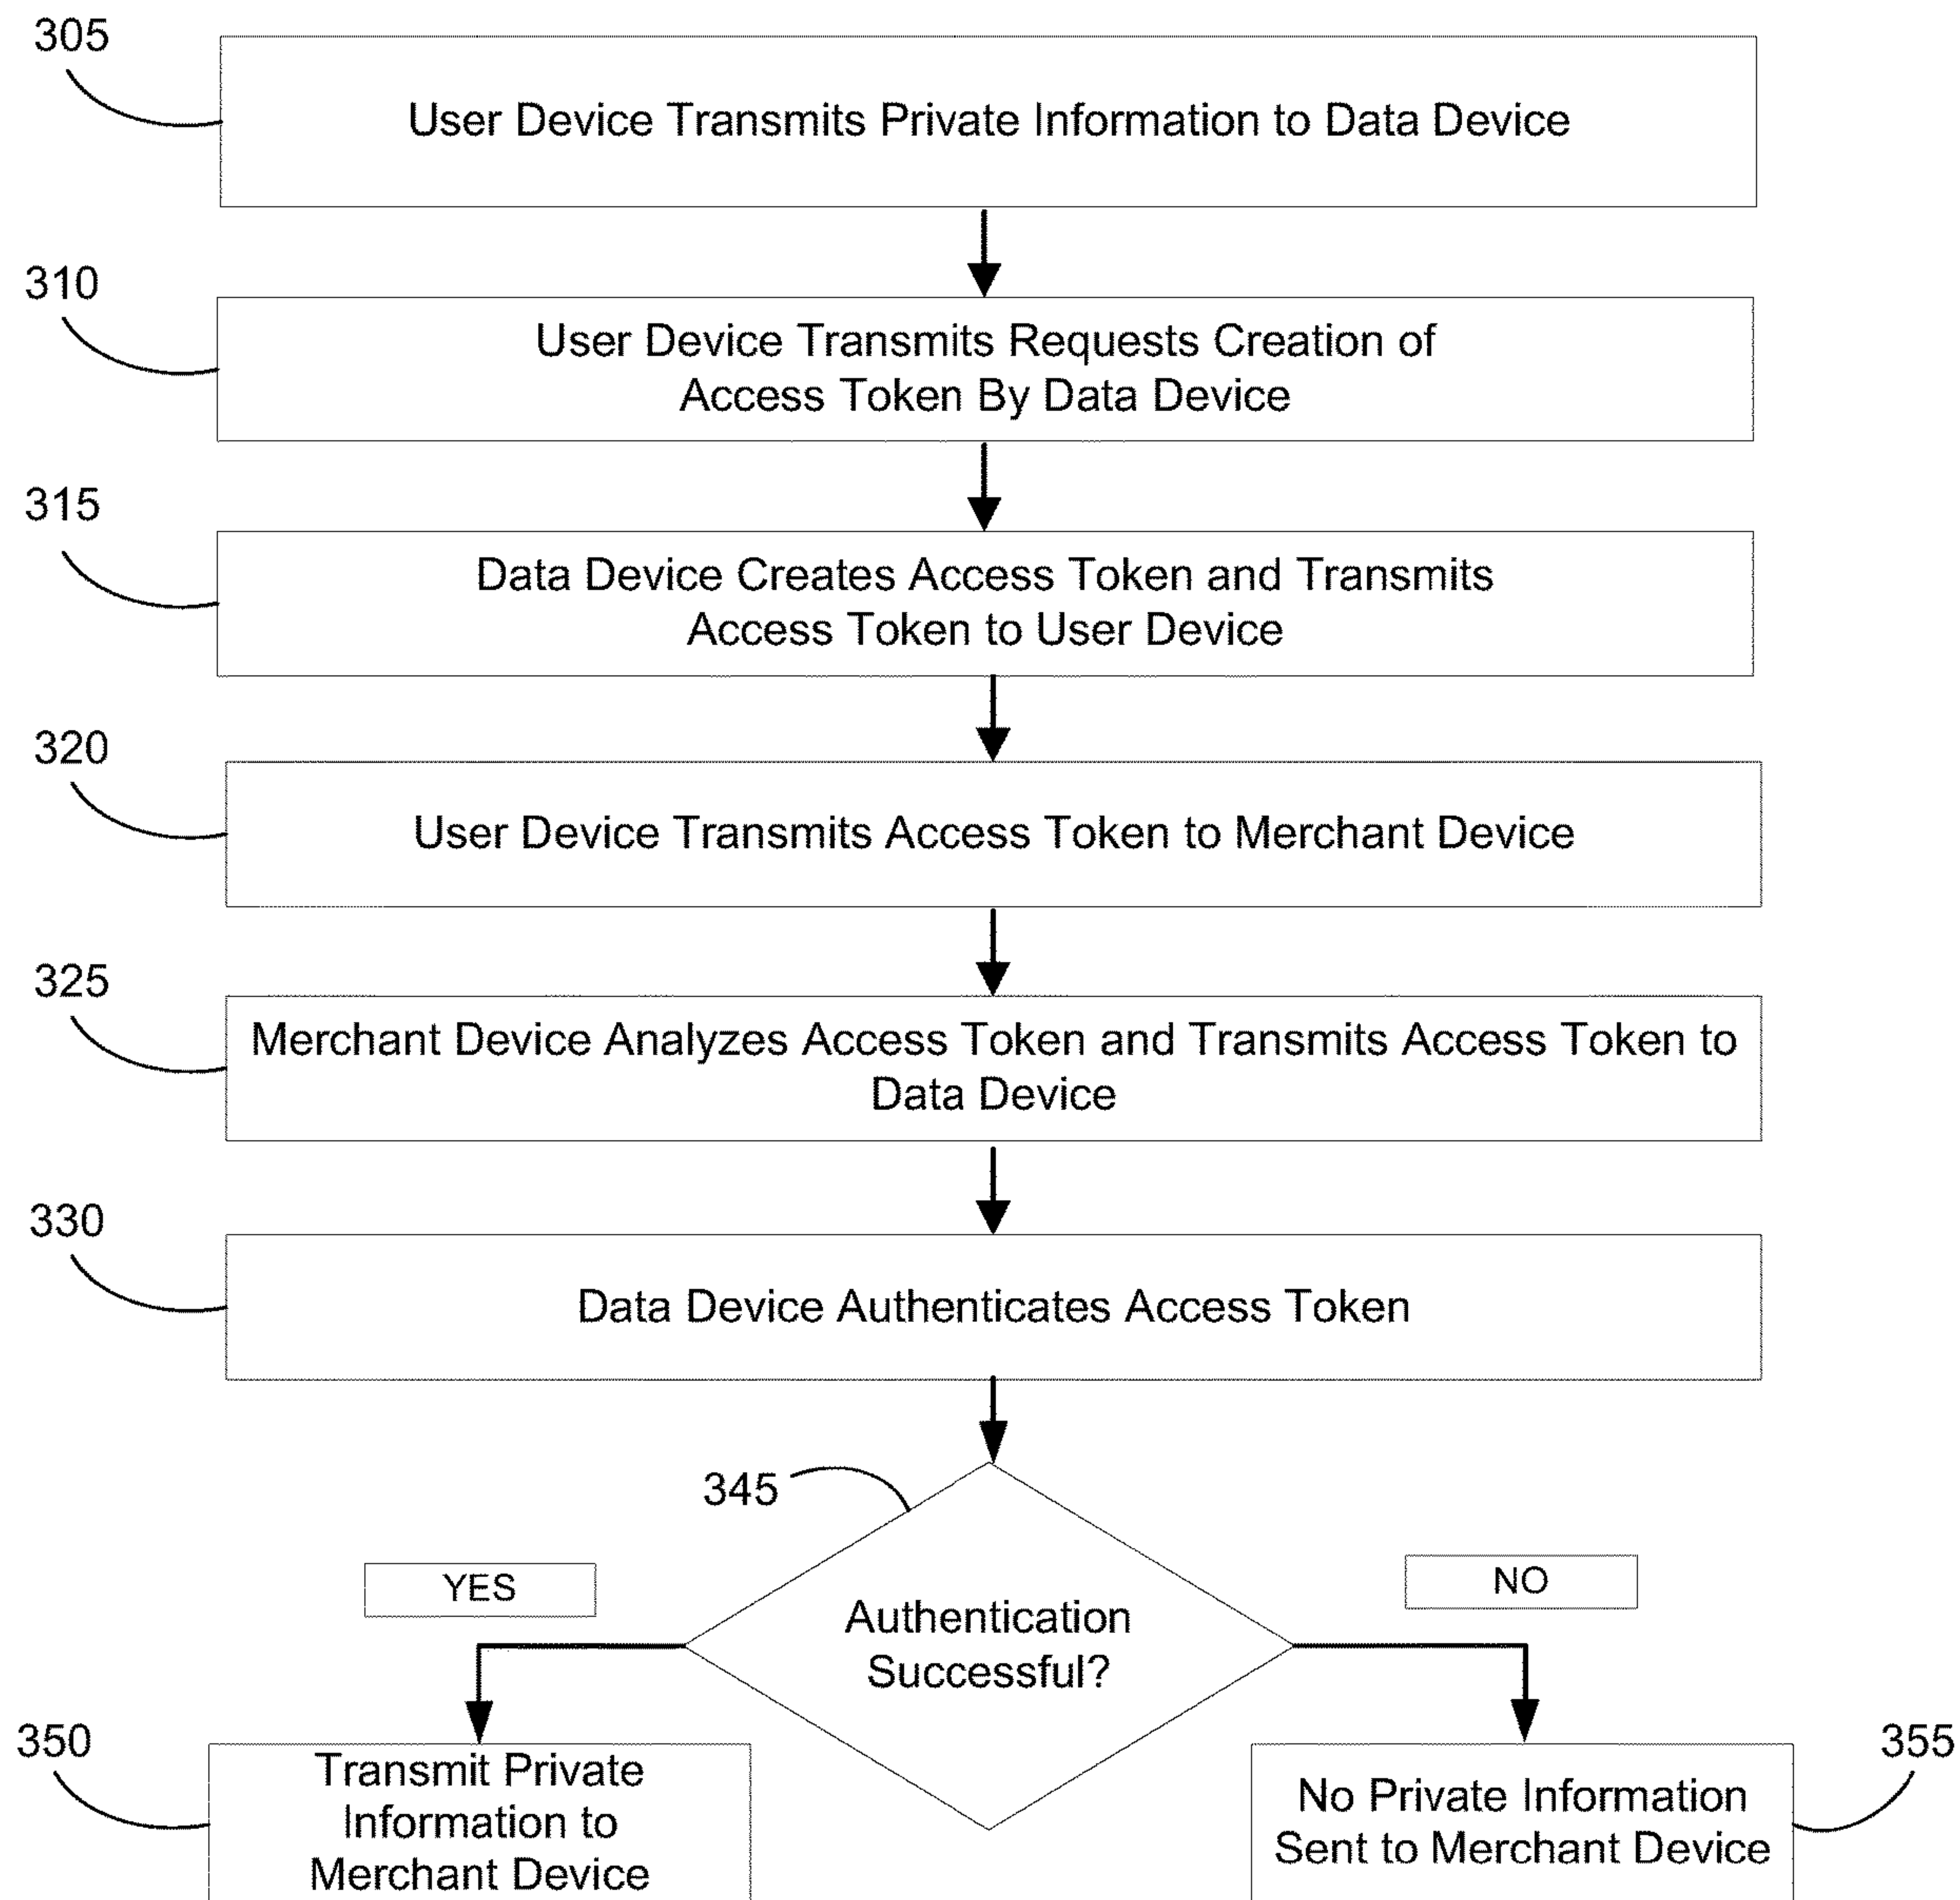 305
User Device Transmits Private Information to Data Device
310
User Device Transmits Requests Creation of
Access Token By Data Device
315
Data Device Creates Access Token and Transmits
Access Token to User Device
320
User Device Transmits Access Token to Merchant Device
325
Merchant Device Analyzes Access Token and Transmits Access Token to
Data Device
330
Data Device Authenticates Access Token
345
YES
NO
Authentication
Successful?
350
Transmit Private
Information to
Merchant Device
355
No Private Information
Sent to Merchant Device